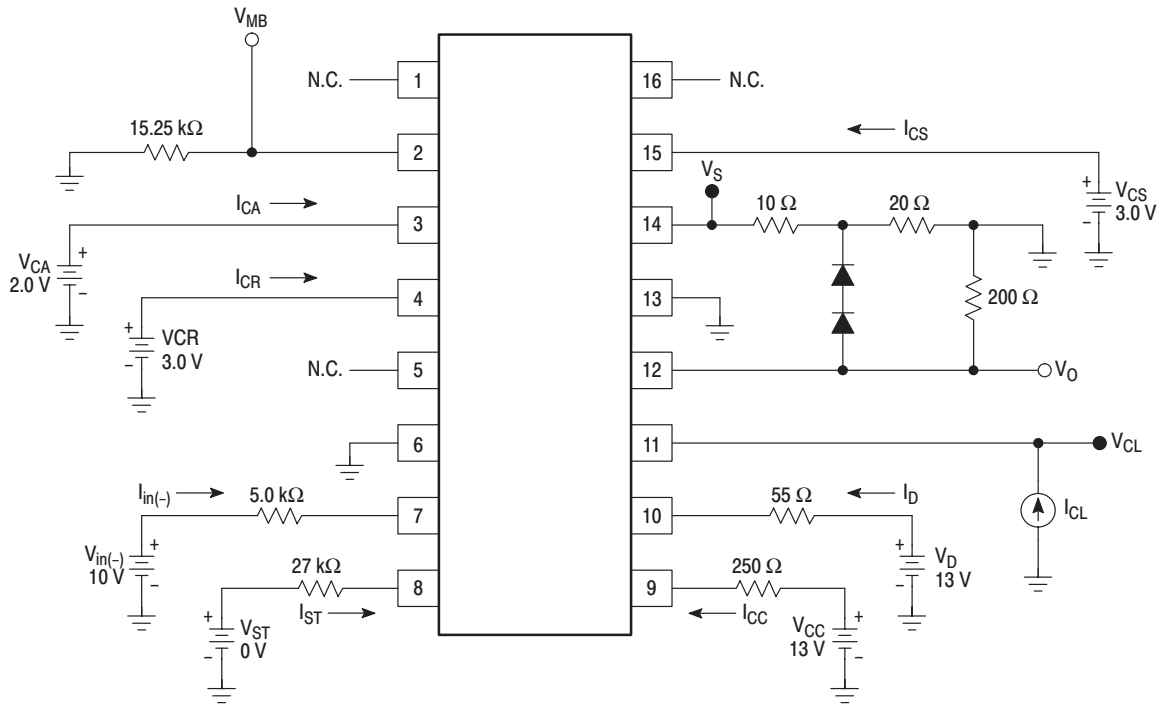 V_MB
N.C.
1
16
N.C.
15.25 kΩ
2
15
I_CS
V_CS
3.0 V
I_CA
3
V_CA
2.0 V
14
V_S
10 Ω
20 Ω
I_CR
4
VCR
3.0 V
13
200 Ω
N.C.
5
12
V_O
6
11
V_CL
I_CL
I_in(–)
5.0 kΩ
7
V_in(–)
10 V
10
55 Ω
I_D
V_D
13 V
27 kΩ
8
I_ST
V_ST
0 V
9
250 Ω
I_CC
V_CC
13 V
+
–
+
–
+
–
+
–
+
–
+
–
+
–